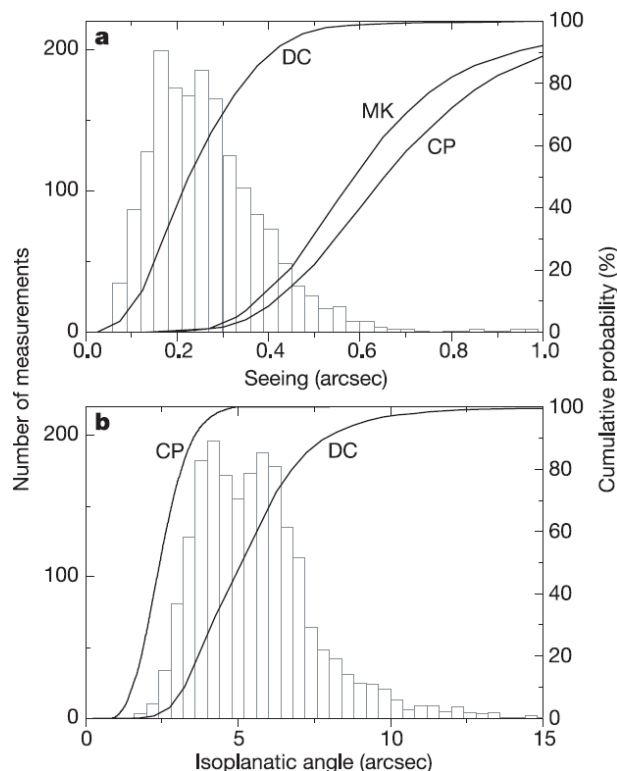 a
DC
MK
CP
200
100
0
100
80
60
40
20
0
0.0 0.2 0.4 0.6 0.8 1.0
Seeing (arcsec)
Number of measurements
Cumulative probability (%)
b
CP
DC
200
100
0
100
80
60
40
20
0
0 5 10 15
Isoplanatic angle (arcsec)